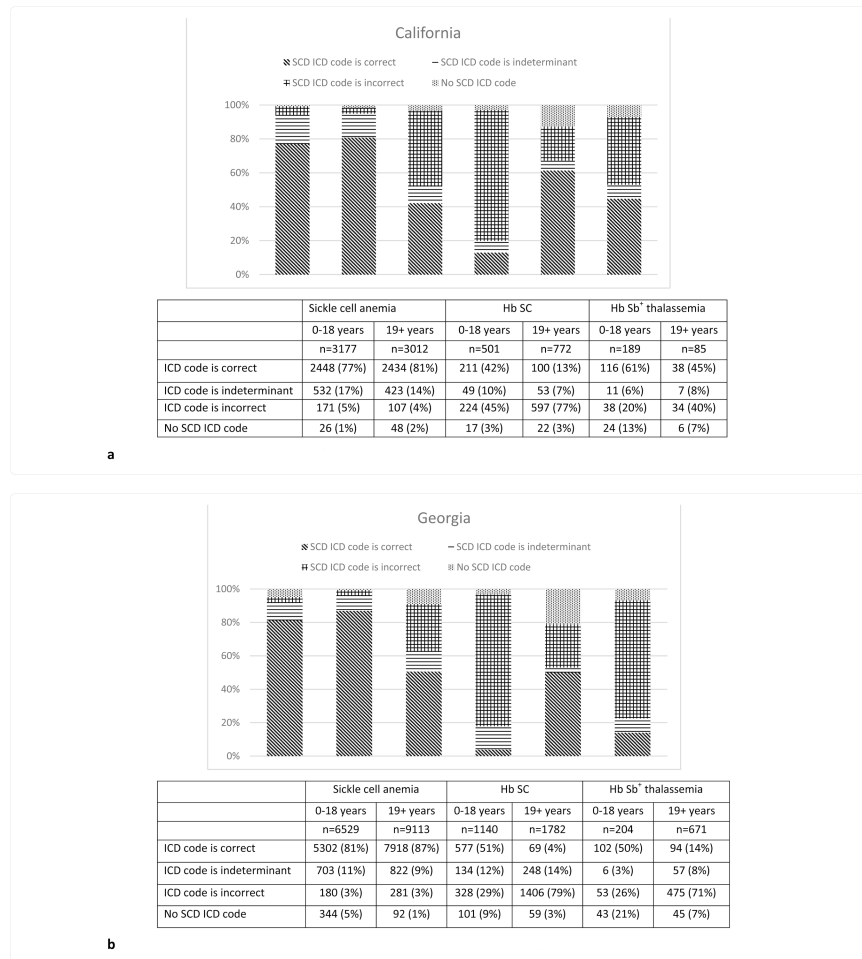 California
SCD ICD code is correct
SCD ICD code is indeterminant
SCD ICD code is incorrect
No SCD ICD code
100%
80%
60%
40%
20%
0%
Sickle cell anemia Hb SC Hb Sb+ thalassemia
0-18 years 19+ years 0-18 years 19+ years 0-18 years 19+ years
n=3177 n=3012 n=501 n=772 n=189 n=85
ICD code is correct 2448 (77%) 2434 (81%) 211 (42%) 100 (13%) 116 (61%) 38 (45%)
ICD code is indeterminant 532 (17%) 423 (14%) 49 (10%) 53 (7%) 11 (6%) 7 (8%)
ICD code is incorrect 171 (5%) 107 (4%) 224 (45%) 597 (77%) 38 (20%) 34 (40%)
No SCD ICD code 26 (1%) 48 (2%) 17 (3%) 22 (3%) 24 (13%) 6 (7%)
a
Georgia
SCD ICD code is correct
SCD ICD code is indeterminant
SCD ICD code is incorrect
No SCD ICD code
100%
80%
60%
40%
20%
0%
Sickle cell anemia Hb SC Hb Sb+ thalassemia
0-18 years 19+ years 0-18 years 19+ years 0-18 years 19+ years
n=6529 n=9113 n=1140 n=1782 n=204 n=671
ICD code is correct 5302 (81%) 7918 (87%) 577 (51%) 69 (4%) 102 (50%) 94 (14%)
ICD code is indeterminant 703 (11%) 822 (9%) 134 (12%) 248 (14%) 6 (3%) 57 (8%)
ICD code is incorrect 180 (3%) 281 (3%) 328 (29%) 1406 (79%) 53 (26%) 475 (71%)
No SCD ICD code 344 (5%) 92 (1%) 101 (9%) 59 (3%) 43 (21%) 45 (7%)
b